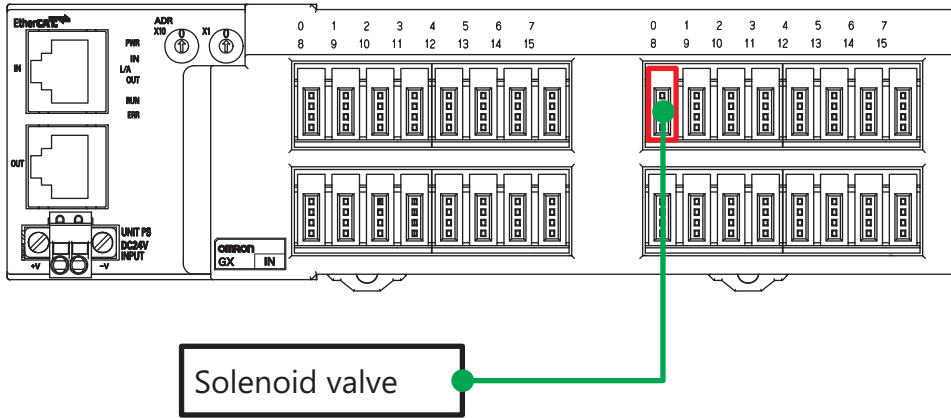 EtherCAT
ADR
X10
X1
0
0
PWR
IN
L/A
OUT
RUN
ERR
IN
OUT
UNIT PS
DC24V
INPUT
+V
-V
omron
GX IN
0 1 2 3 4 5 6 7
8 9 10 11 12 13 14 15
0 1 2 3 4 5 6 7
8 9 10 11 12 13 14 15
Solenoid valve